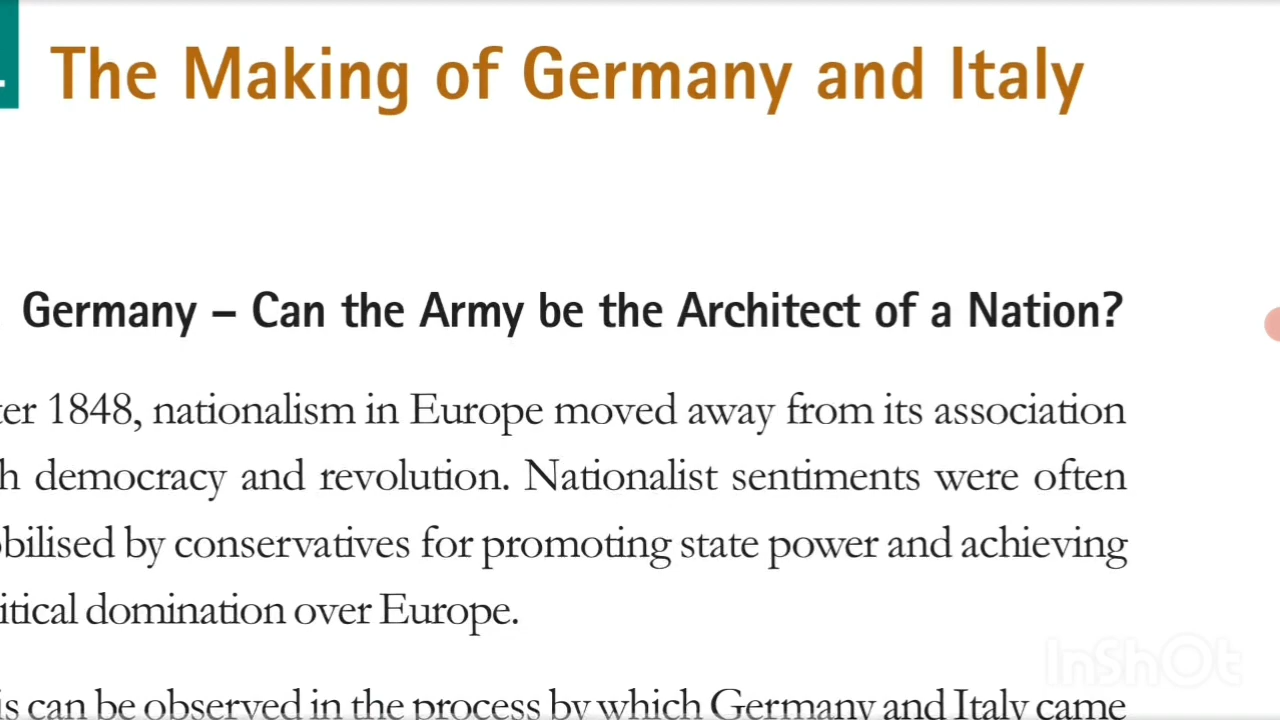 The Making of Germany and Italy
Germany – Can the Army be the Architect of a Nation?
ter 1848, nationalism in Europe moved away from its association
h democracy and revolution. Nationalist sentiments were often
obilised by conservatives for promoting state power and achieving
itical domination over Europe.
is can be observed in the process by which Germany and Italy came
InShOt